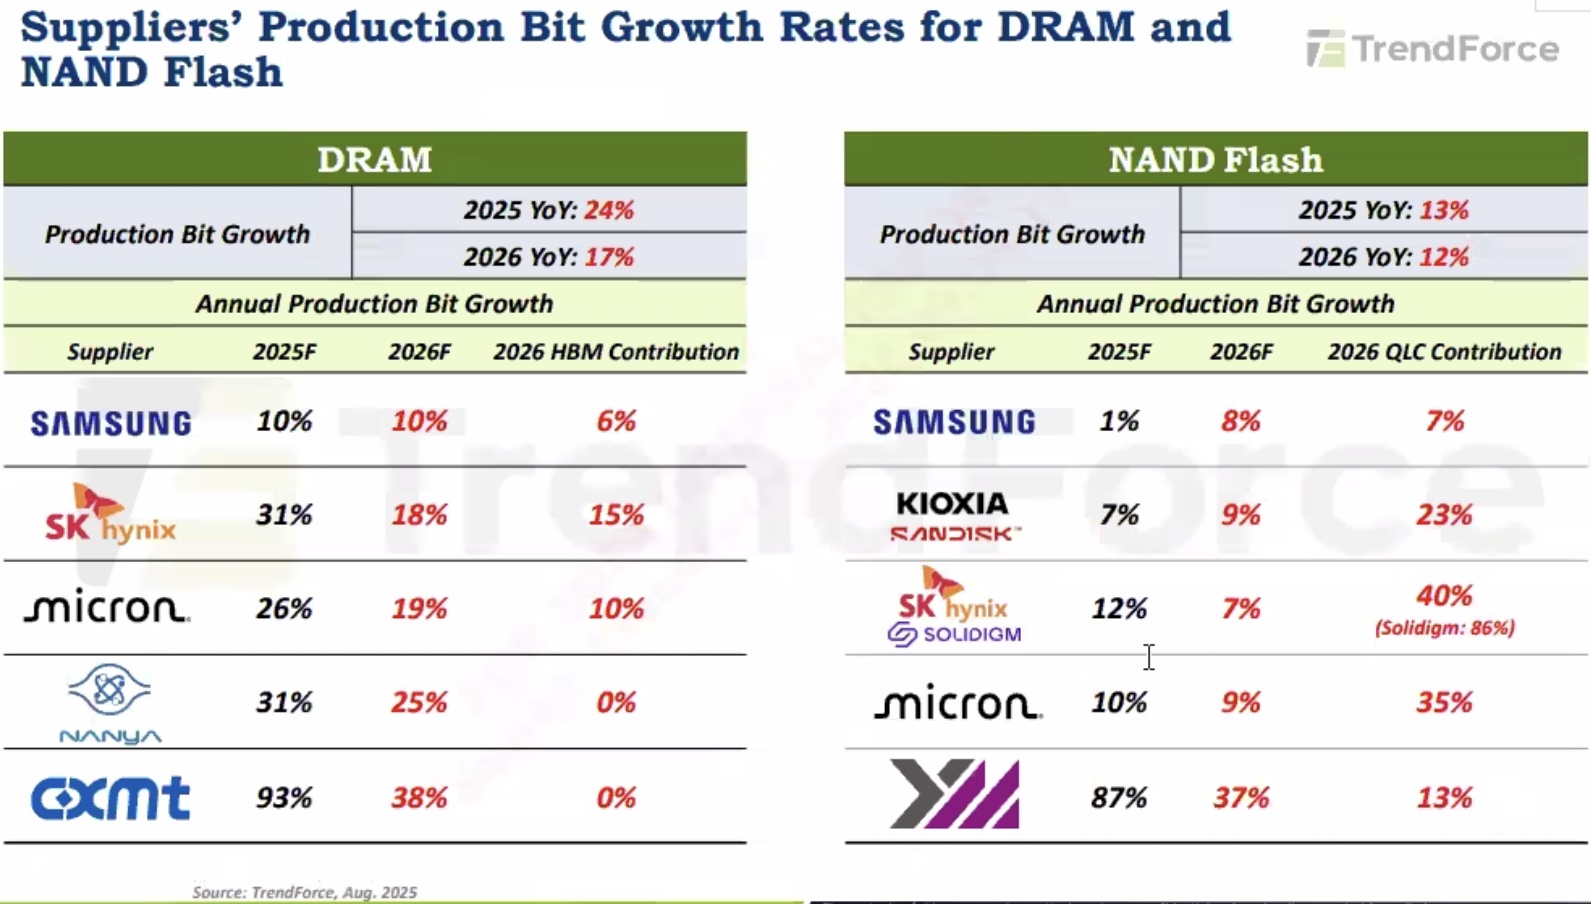 Suppliers’ Production Bit Growth Rates for DRAM and
NAND Flash
TrendForce
DRAM
Production Bit Growth
2025 YoY: 24%
2026 YoY: 17%
Annual Production Bit Growth
Supplier 2025F 2026F 2026 HBM Contribution
SAMSUNG 10% 10% 6%
SK hynix 31% 18% 15%
micron 26% 19% 10%
NANYA 31% 25% 0%
cxmt 93% 38% 0%
Source: TrendForce, Aug. 2025
NAND Flash
Production Bit Growth
2025 YoY: 13%
2026 YoY: 12%
Annual Production Bit Growth
Supplier 2025F 2026F 2026 QLC Contribution
SAMSUNG 1% 8% 7%
KIOXIA
SANDISK™ 7% 9% 23%
SK hynix
SOLIDIGM 12% 7% 40%
(Solidigm: 86%)
micron 10% 9% 35%
87% 37% 13%
TrendForce